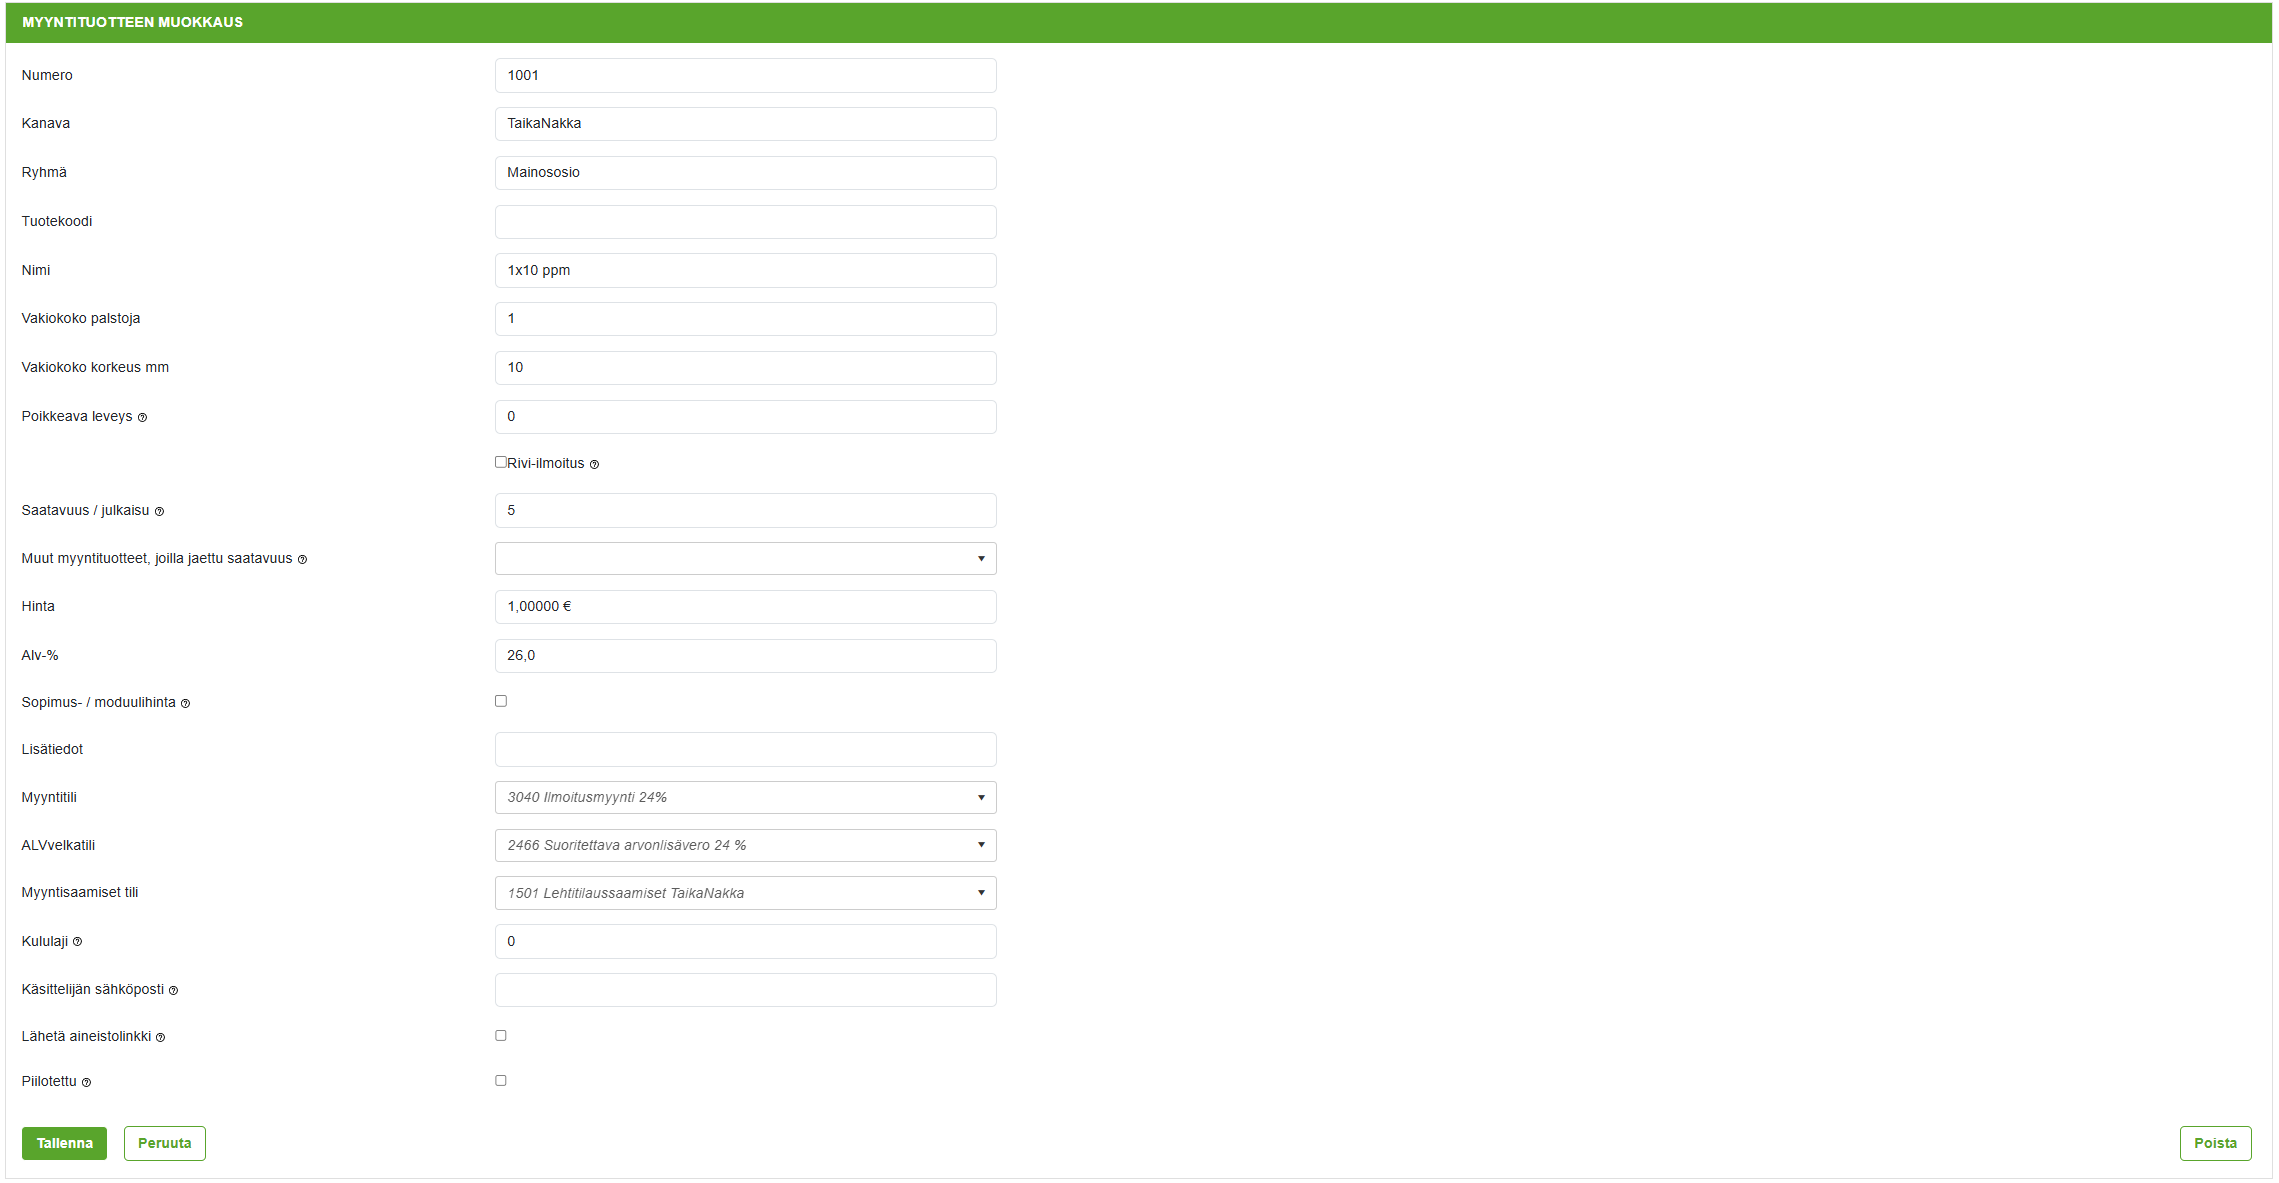 MYYNTITUOTTEEN MUOKKAUS
Numero 1001
Kanava TaikaNakka
Ryhmä Mainososio
Tuotekoodi
Nimi 1x10 ppm
Vakiokoko palstoja 1
Vakiokoko korkeus mm 10
Poikkeava leveys 0
Rivi-ilmoitus
Saatavuus / julkaisu 5
Muut myyntituotteet, joilla jaettu saatavuus
Hinta 1,00000 €
Alv-% 26,0
Sopimus- / moduulihinta
Lisätiedot
Myyntitili 3040 Ilmoitusmyynti 24%
ALVvelkatili 2466 Suoritettava arvonlisävero 24 %
Myyntisaamiset tili 1501 Lehtitilaussaamiset TaikaNakka
Kululaji 0
Käsittelijän sähköposti
Lähetä aineistolinkki
Piilotettu
Tallenna Peruuta Poista